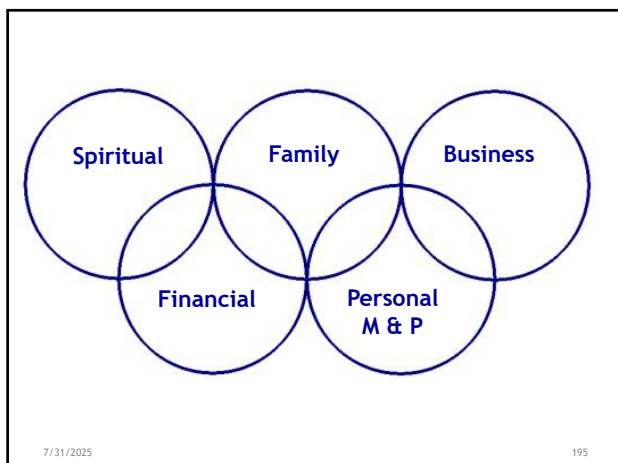 Spiritual
Family
Business
Financial
Personal
M & P
7/31/2025
195